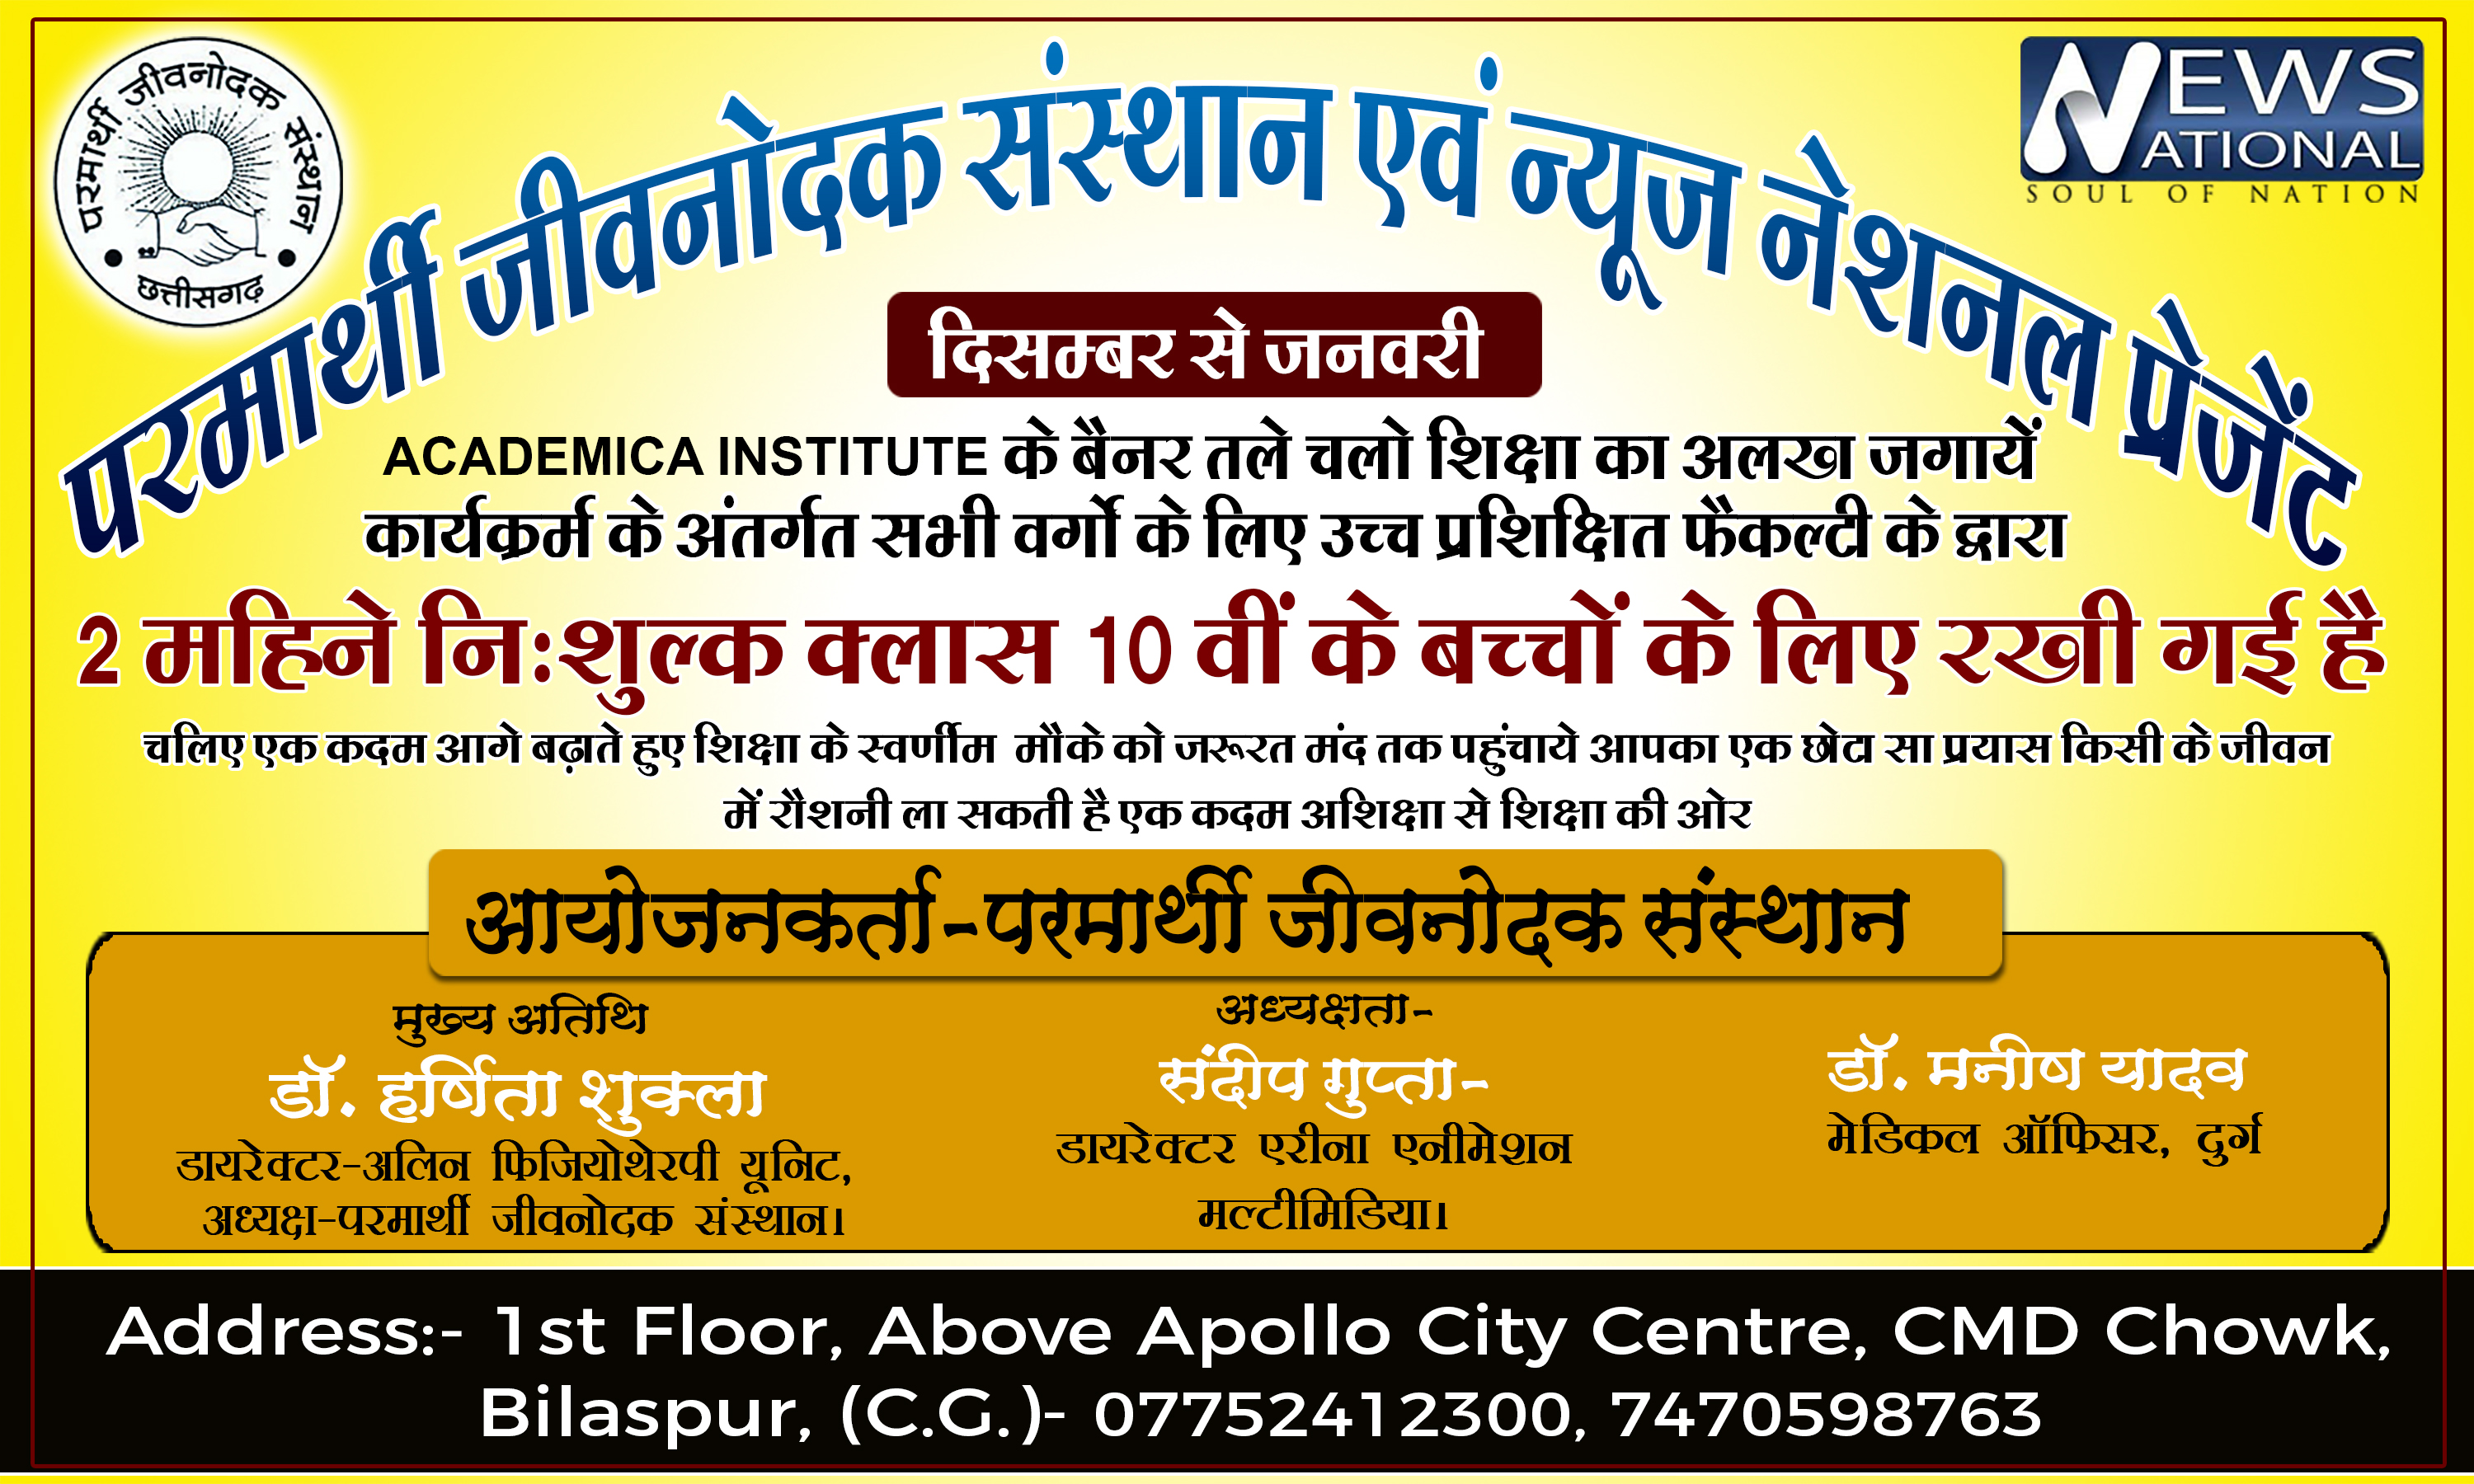 परमार्थी जीवनोदक संस्थान
छत्तीसगढ़
NEWS
NATIONAL
SOUL OF NATION
परमार्थी जीवनोदक संस्थान एवं न्यूज नेशनल प्रेजेंट
दिसम्बर से जनवरी
ACADEMICA INSTITUTE के बैनर तले चलो शिक्षा का अलख जगायें
कार्यक्रर्म के अंतर्गत सभी वर्गो के लिए उच्च प्रशिक्षित फैकल्टी के द्वारा
2 महिने नि:शुल्क क्लास 10 वीं के बच्चों के लिए रखी गई है
चलिए एक कदम आगे बढ़ाते हुए शिक्षा के स्वर्णीम मौके को जरूरत मंद तक पहुंचाये आपका एक छोटा सा प्रयास किसी के जीवन
में रौशनी ला सकती है एक कदम अशिक्षा से शिक्षा की ओर
आयोजनकर्ता-परमार्थी जीवनोदक संस्थान
मुख्य अतिथि
डॉ. हर्षिता शुक्ला
डायरेक्टर-अलिन फिजियोथेरपी यूनिट,
अध्यक्ष-परमार्थी जीवनोदक संस्थान।
अध्यक्षता-
संदीप गुप्ता-
डायरेक्टर एरीना एनीमेशन
मल्टीमिडिया।
डॉ. मनीष यादव
मेडिकल ऑफिसर, दुर्ग
Address:- 1st Floor, Above Apollo City Centre, CMD Chowk,
Bilaspur, (C.G.)- 07752412300, 7470598763